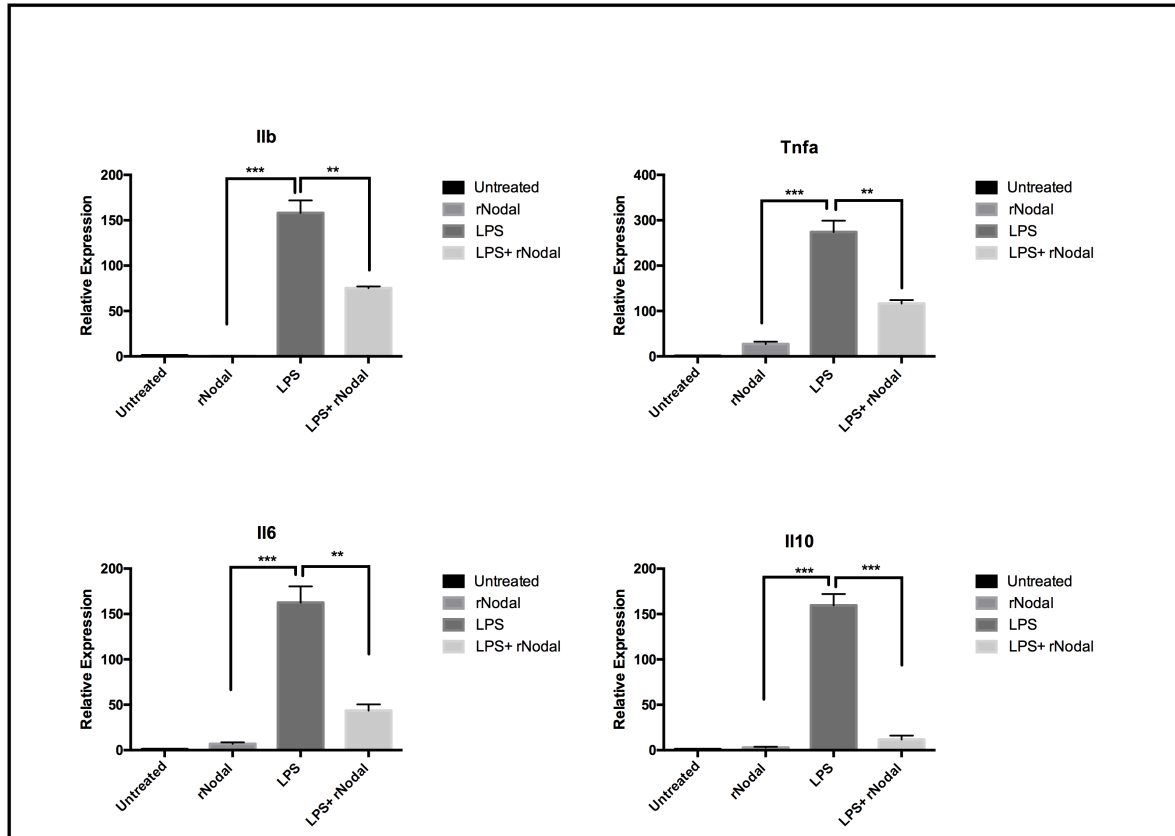 Ilb
Relative Expression
200
150
100
50
0
***
**
Untreated
rNodal
LPS
LPS+ rNodal
Untreated
rNodal
LPS
LPS+ rNodal
Tnfa
Relative Expression
400
300
200
100
0
***
**
Untreated
rNodal
LPS
LPS+ rNodal
Untreated
rNodal
LPS
LPS+ rNodal
Il6
Relative Expression
200
150
100
50
0
***
**
Untreated
rNodal
LPS
LPS+ rNodal
Untreated
rNodal
LPS
LPS+ rNodal
Il10
Relative Expression
200
150
100
50
0
***
***
Untreated
rNodal
LPS
LPS+ rNodal
Untreated
rNodal
LPS
LPS+ rNodal